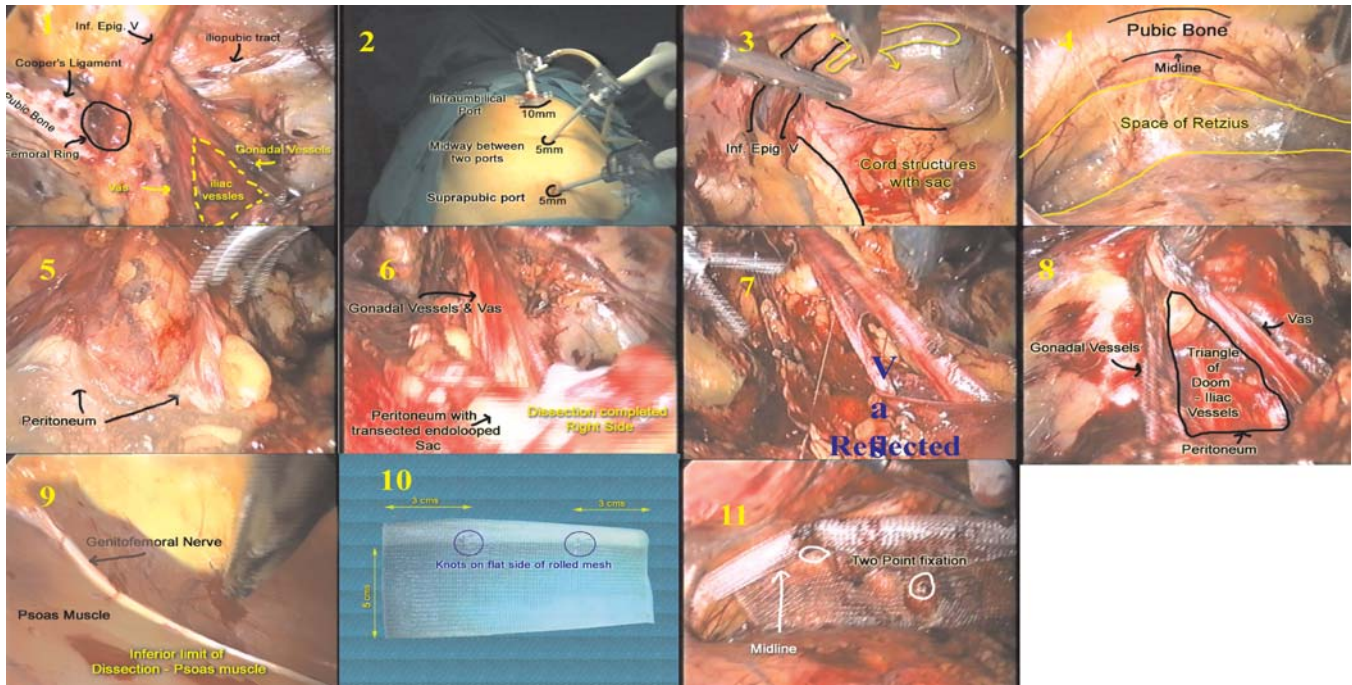 1
Inf. Epig. V
iliopubic tract
Cooper's Ligament
Pubic Bone
Femoral Ring
Gonadal Vessels
iliac
vessles
Vas
2
Infraumbilical
Port
10mm
Midway between
two ports
5mm
Suprapubic port
5mm
3
Inf. Epig. V
Cord structures
with sac
4
Pubic Bone
Midline
Space of Retzius
5
Peritoneum
6
Gonadal Vessels & Vas
Peritoneum with
transected endolooped
Sac
Dissection completed
Right Side
7
Vas
Reflected
8
Vas
Gonadal Vessels
Triangle
of
Doom
- Iliac
Vessels
Peritoneum
9
Genitofemoral Nerve
Psoas Muscle
Inferior limit of
Dissection - Psoas muscle
10
3 cms
3 cms
Knots on flat side of rolled mesh
5 cms
11
Two Point fixation
Midline